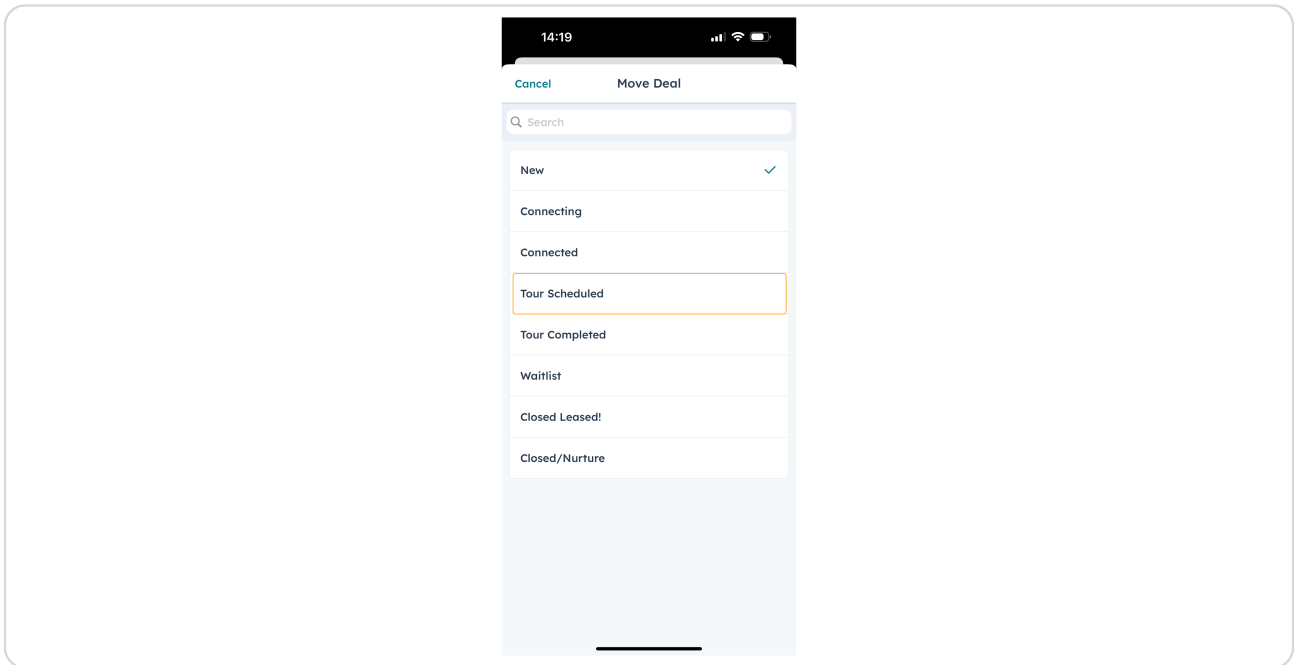 14:19
Cancel Move Deal
Search
New
Connecting
Connected
Tour Scheduled
Tour Completed
Waitlist
Closed Leased!
Closed/Nurture